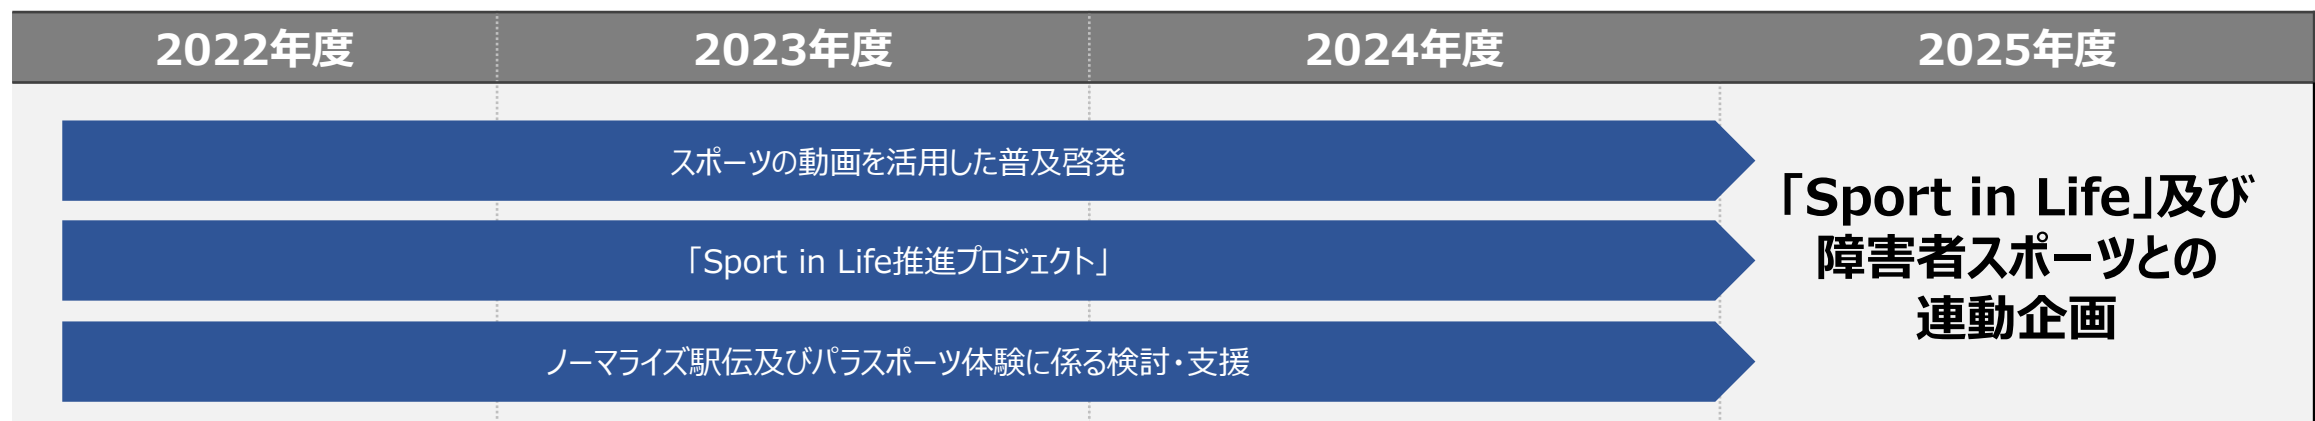 2022年度 2023年度 2024年度 2025年度
スポーツの動画を活用した普及啓発
「Sport in Life推進プロジェクト」
ノーマライズ駅伝及びパラスポーツ体験に係る検討・支援
「Sport in Life」及び
障害者スポーツとの
連動企画